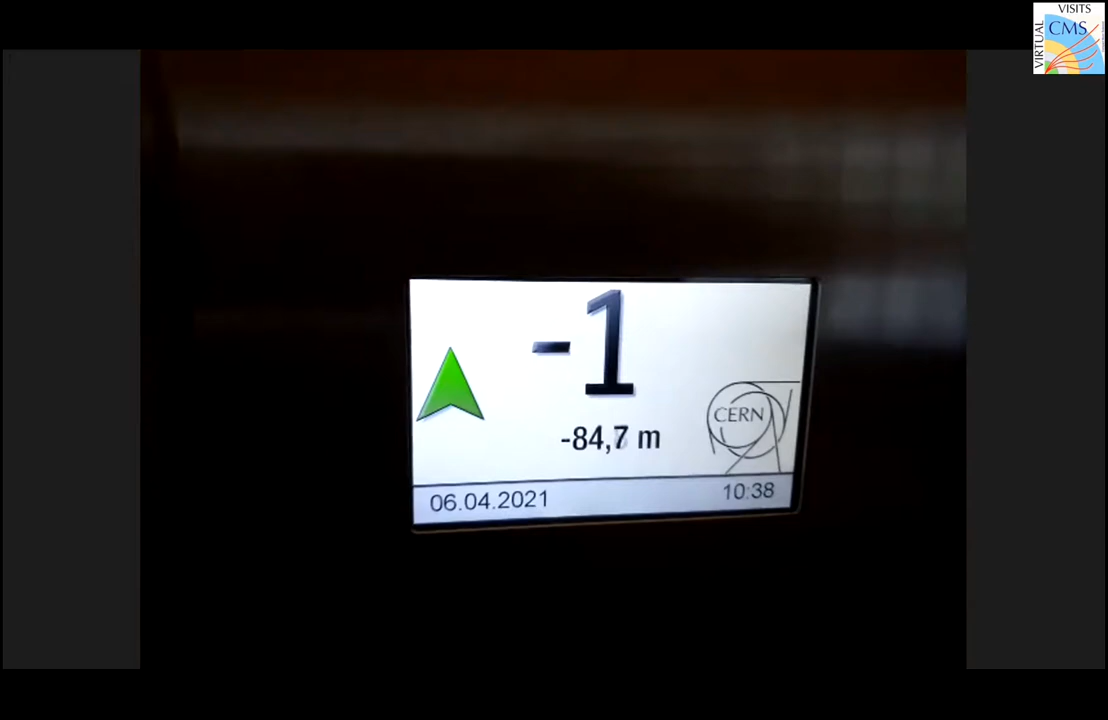 VISITS
VIRTUAL
CMS
-1
-84,7 m
CERN
06.04.2021
10:38